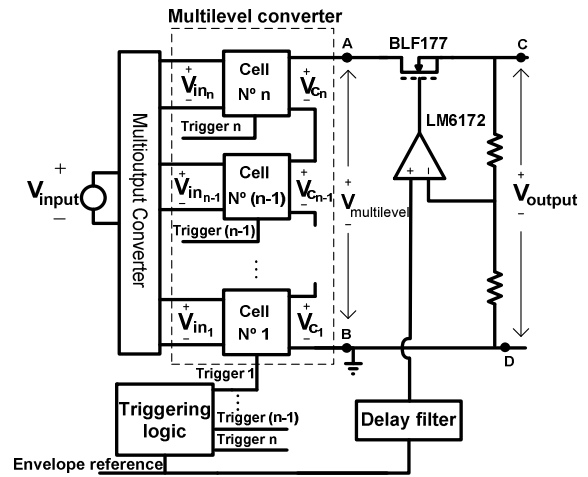 Multilevel converter
A
BLF177
C
Vin_n
+
−
Cell
Nº n
Vc_n
+
−
LM6172
Trigger n
Multioutput Converter
+
Vinput
−
+
Vin_n-1
−
Cell
Nº (n-1)
+
Vc_n-1
−
+
Vmultilevel
−
+ −
+
Voutput
−
Trigger (n-1)
...
+
Vin_1
−
Cell
Nº 1
+
Vc_1
−
B
D
Trigger 1
Triggering
logic
...
Trigger (n-1)
Trigger n
Delay filter
Envelope reference